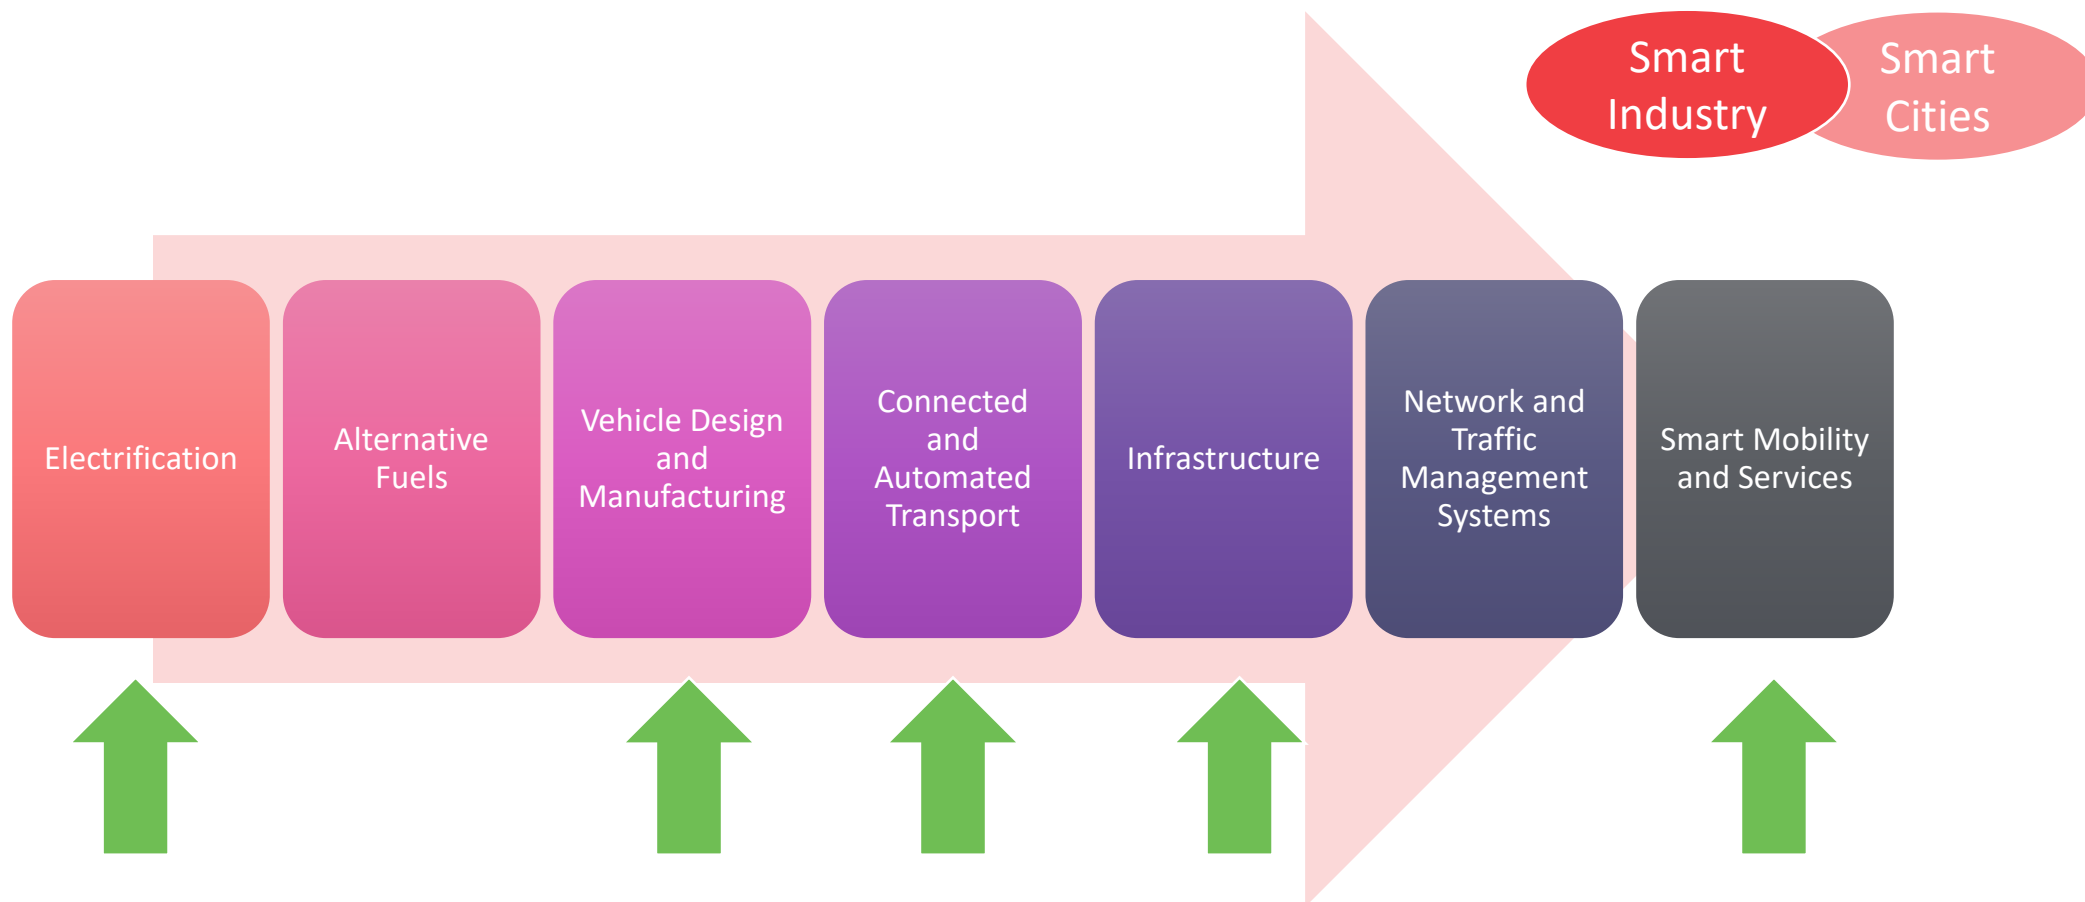 Smart
Industry
Smart
Cities
Electrification
Alternative
Fuels
Vehicle Design
and
Manufacturing
Connected
and
Automated
Transport
Infrastructure
Network and
Traffic
Management
Systems
Smart Mobility
and Services